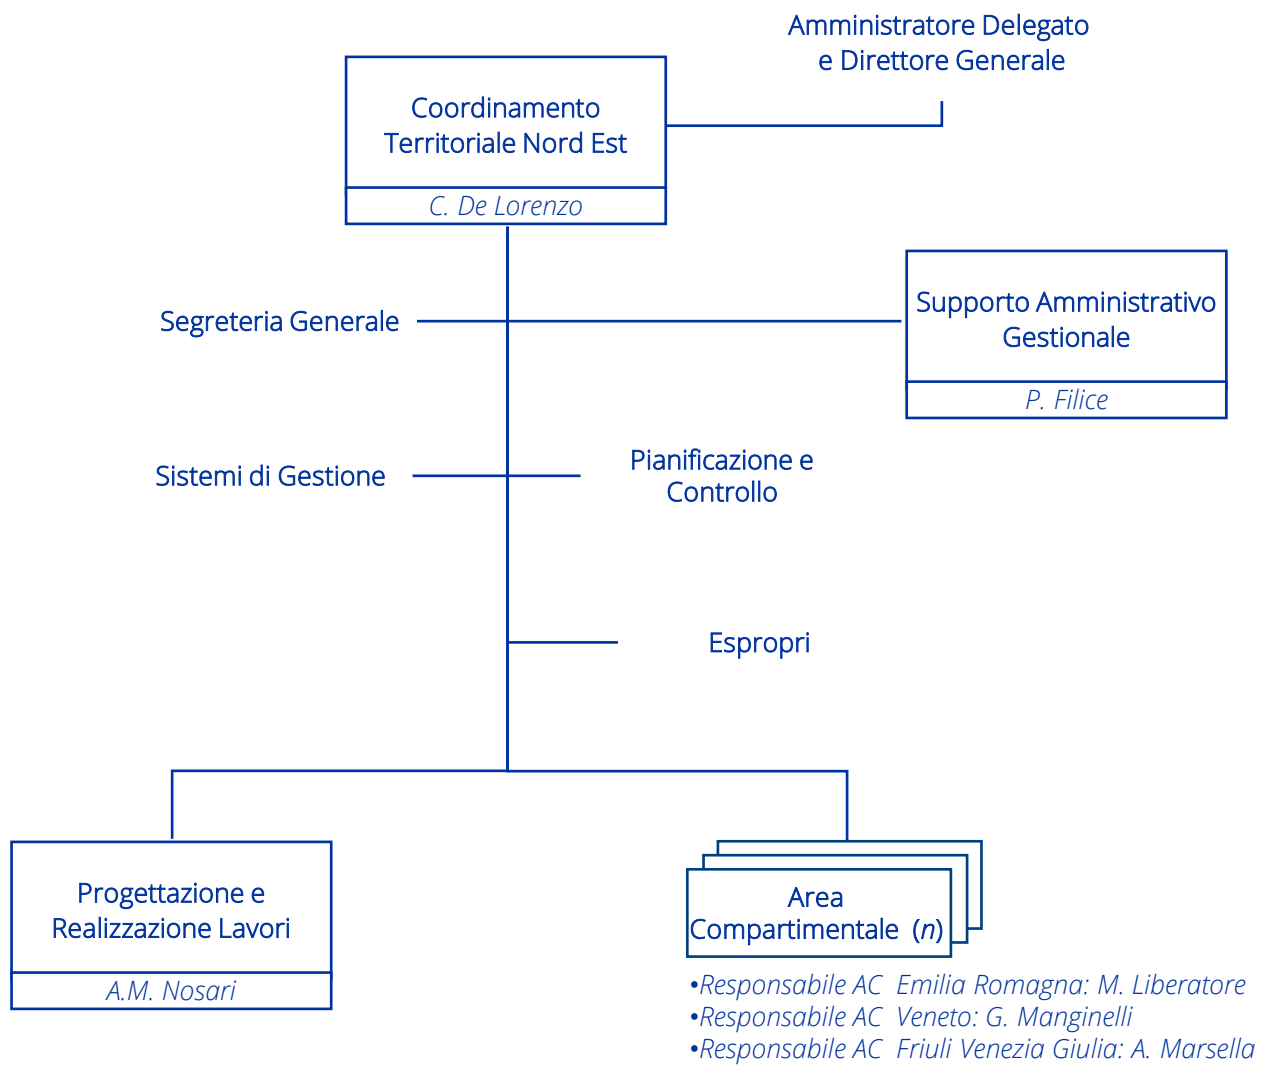 Amministratore Delegato
e Direttore Generale
Coordinamento
Territoriale Nord Est
C. De Lorenzo
Segreteria Generale
Supporto Amministrativo
Gestionale
P. Filice
Sistemi di Gestione
Pianificazione e
Controllo
Espropri
Progettazione e
Realizzazione Lavori
A.M. Nosari
Area
Compartimentale (n)
•Responsabile AC Emilia Romagna: M. Liberatore
•Responsabile AC Veneto: G. Manginelli
•Responsabile AC Friuli Venezia Giulia: A. Marsella